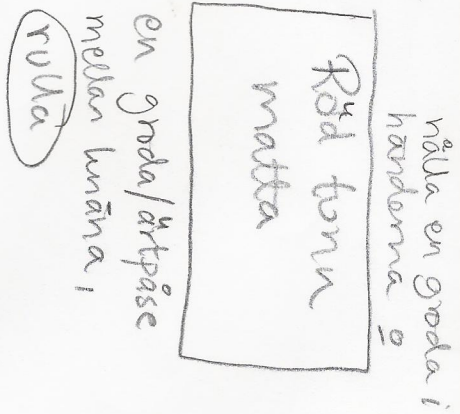 hålla en groda i
händerna o
Röd tunn
matta
en groda/ärtpåse
mellan knäna,
rulla